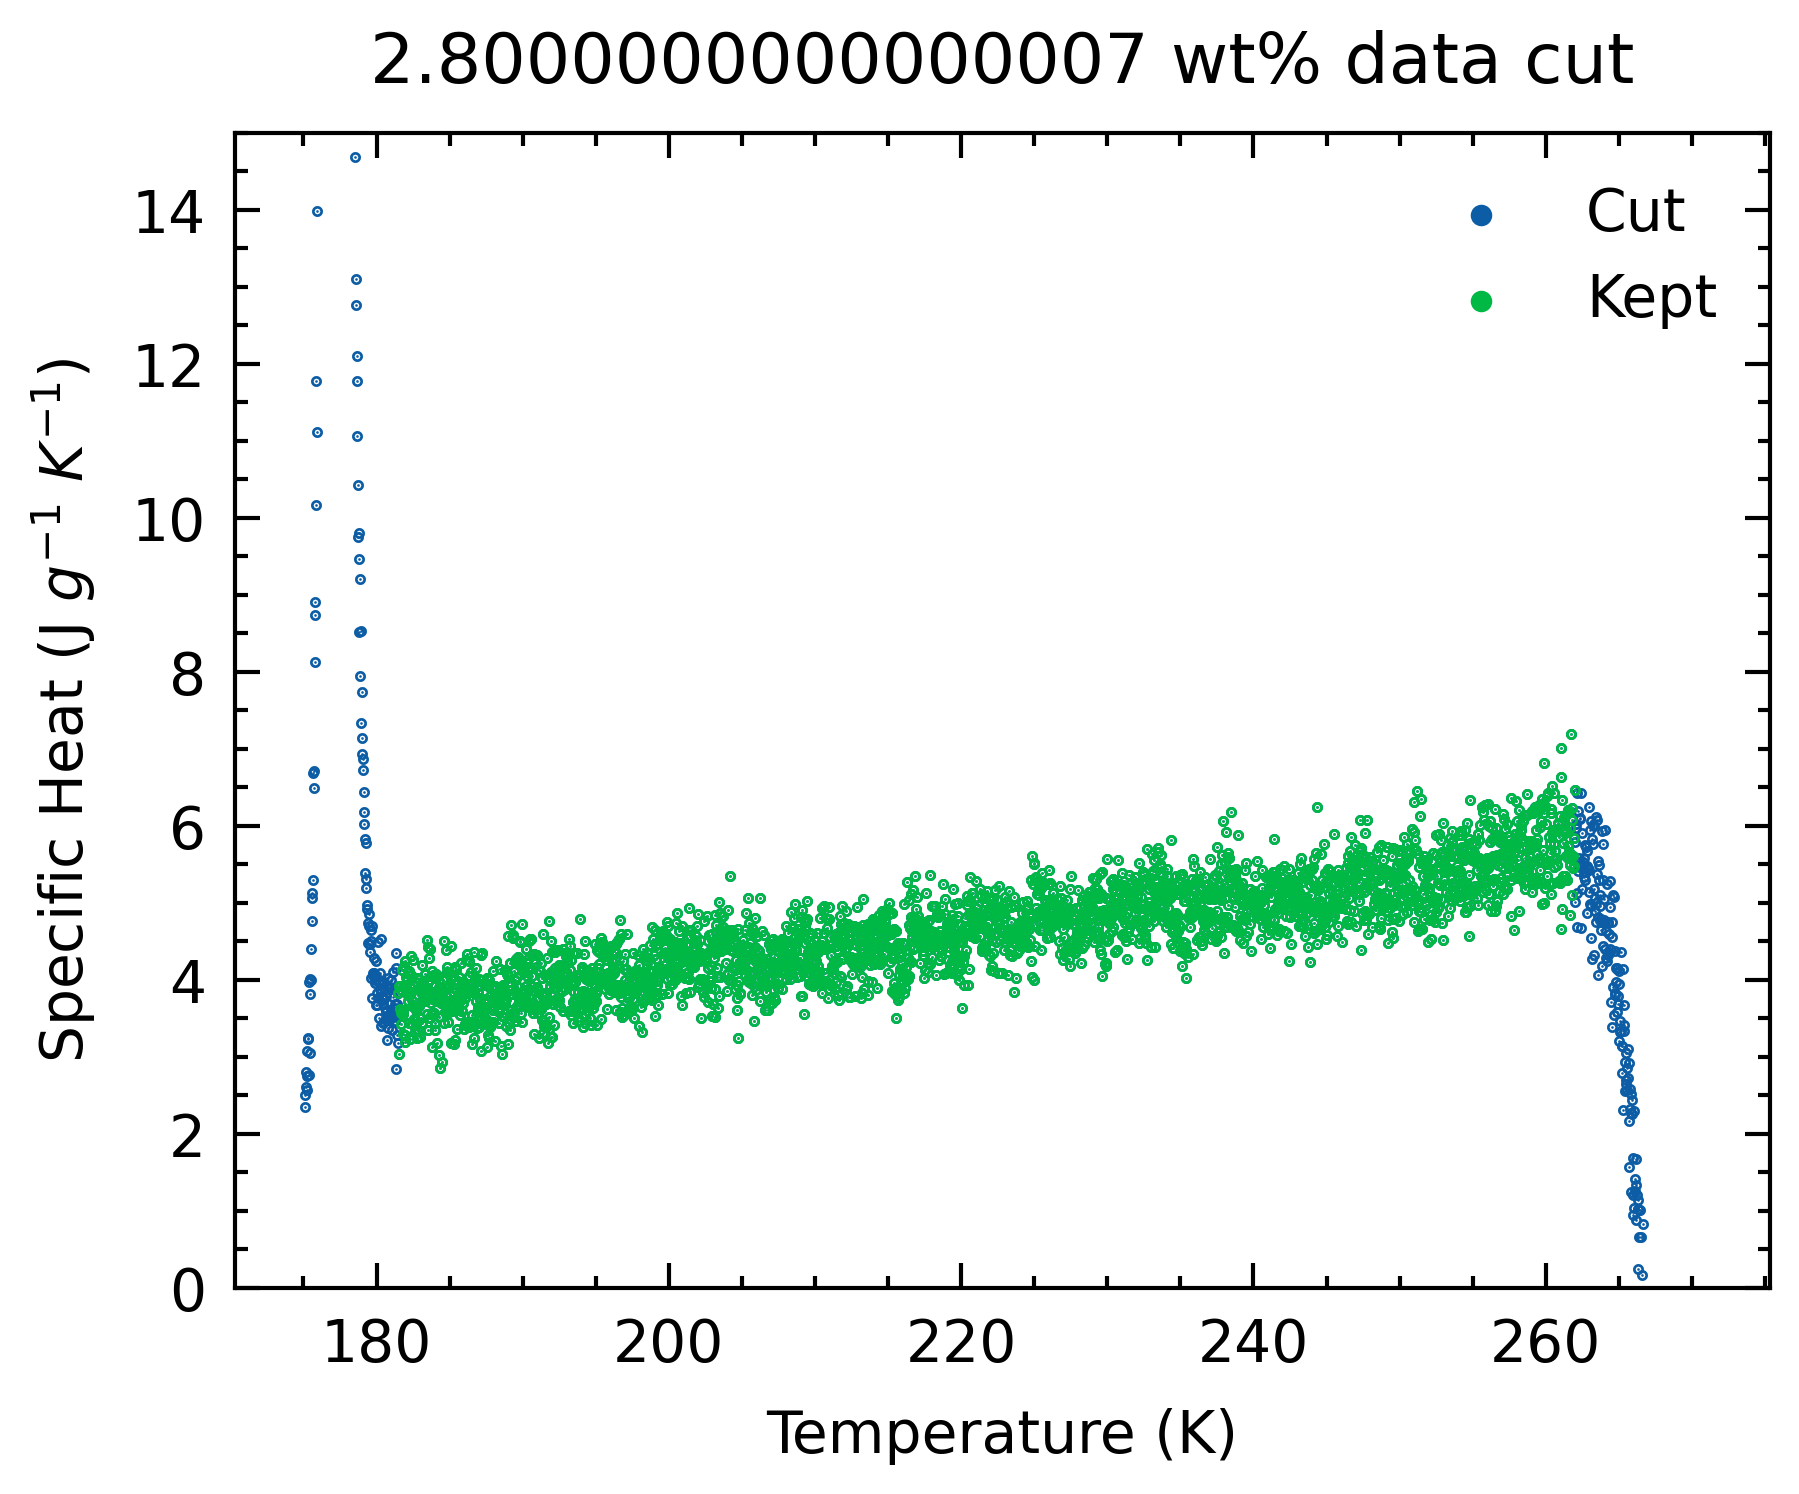 2.8000000000000007 wt% data cut
Cut
Kept
14
12
10
8
6
4
2
0
Specific Heat (J g⁻¹ K⁻¹)
180 200 220 240 260
Temperature (K)